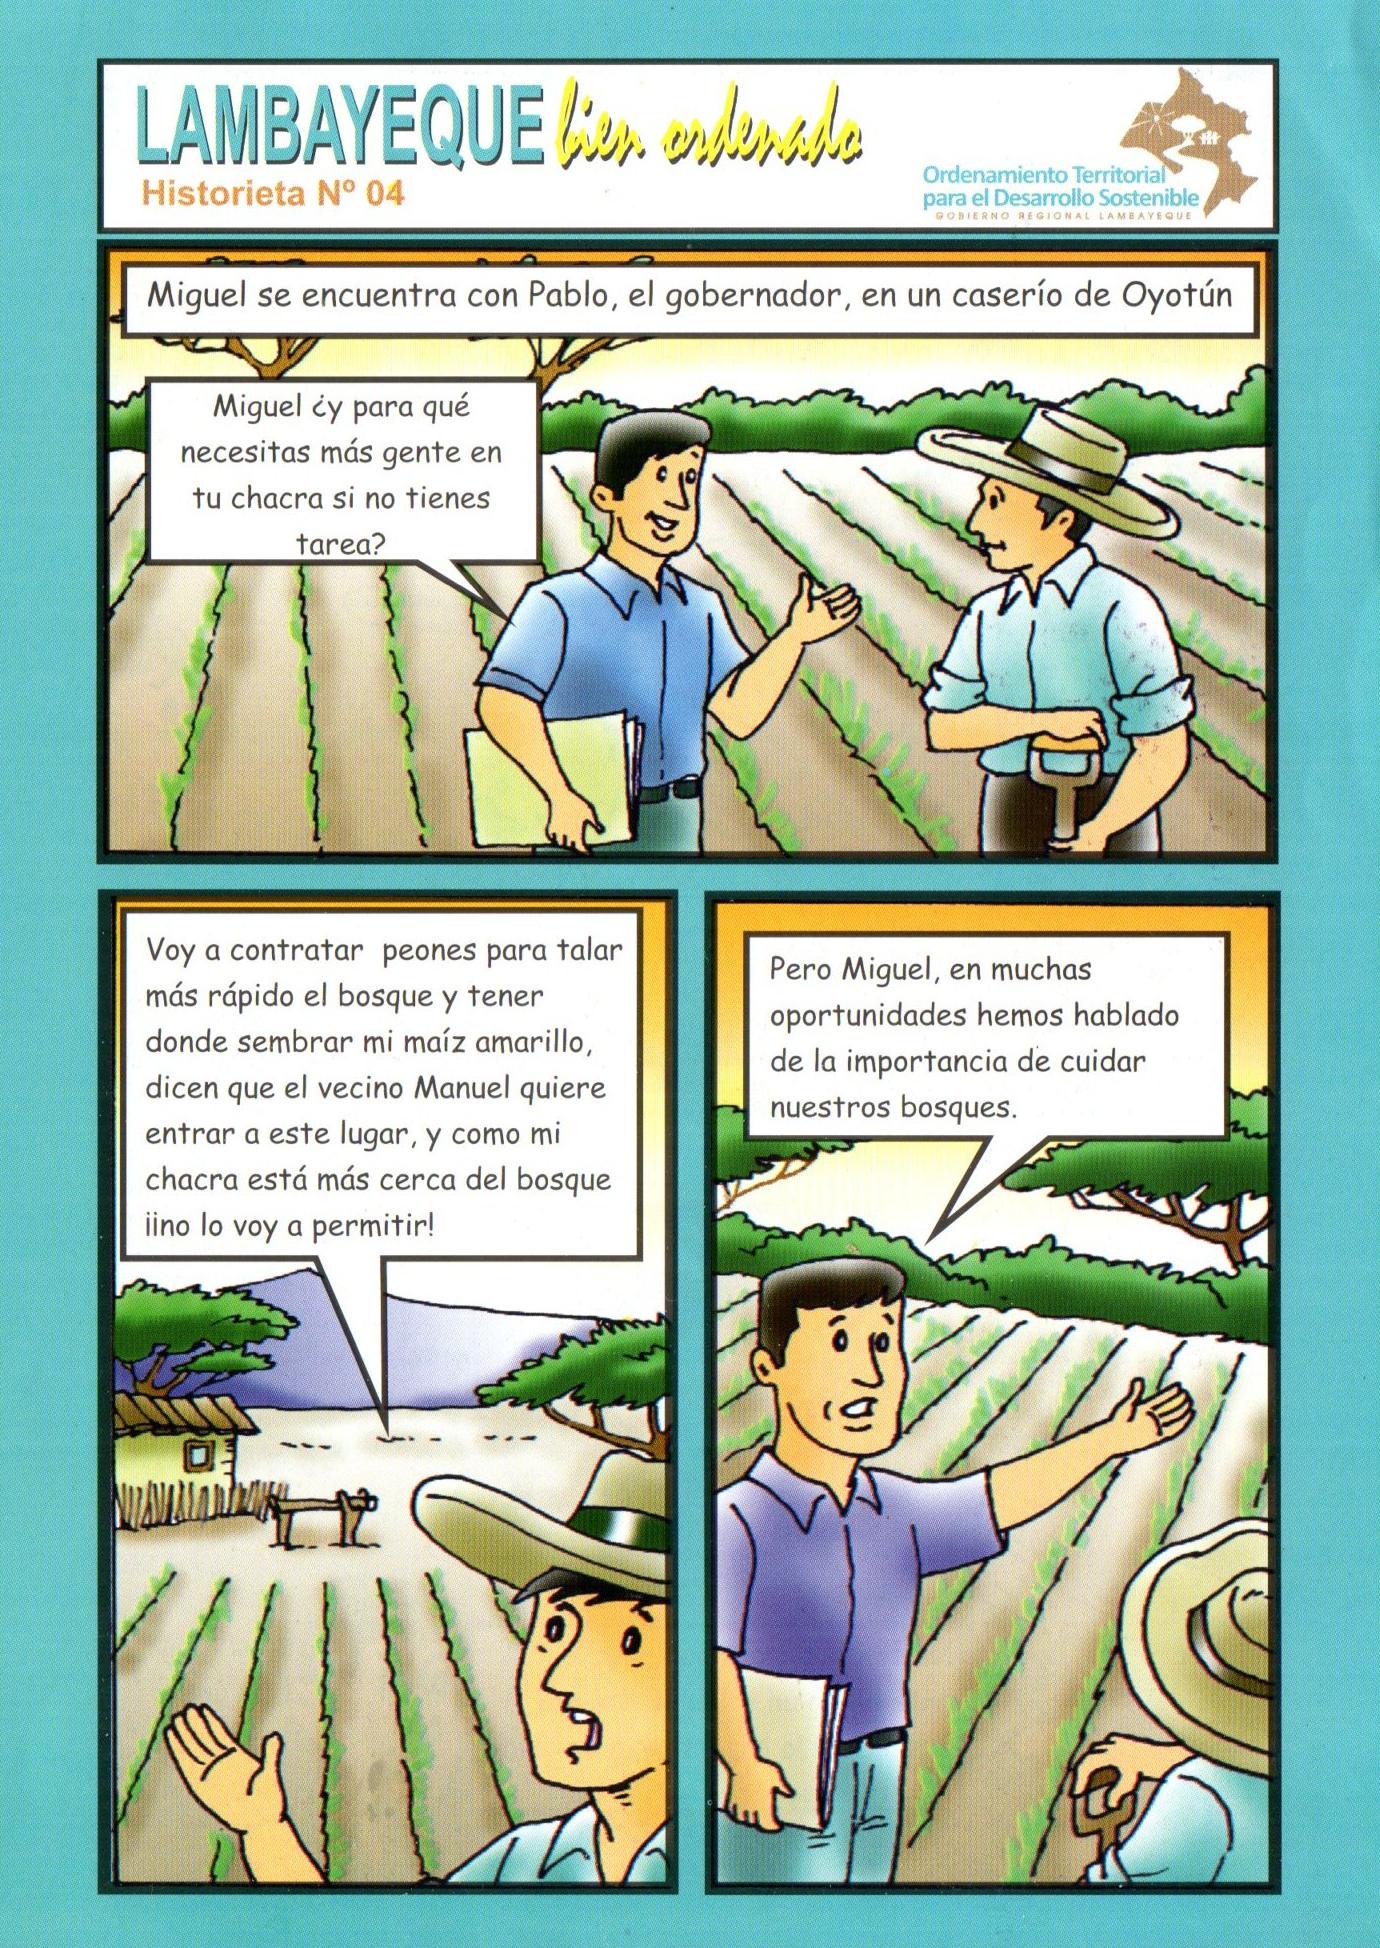 LAMBAYEQUE bien ordenado
Historieta Nº 04
Ordenamiento Territorial
para el Desarrollo Sostenible
GOBIERNO REGIONAL LAMBAYEQUE
Miguel se encuentra con Pablo, el gobernador, en un caserío de Oyotún
Miguel ¿y para qué
necesitas más gente en
tu chacra si no tienes
tarea?
Voy a contratar peones para talar
más rápido el bosque y tener
donde sembrar mi maíz amarillo,
dicen que el vecino Manuel quiere
entrar a este lugar, y como mi
chacra está más cerca del bosque
¡¡no lo voy a permitir!
Pero Miguel, en muchas
oportunidades hemos hablado
de la importancia de cuidar
nuestros bosques.